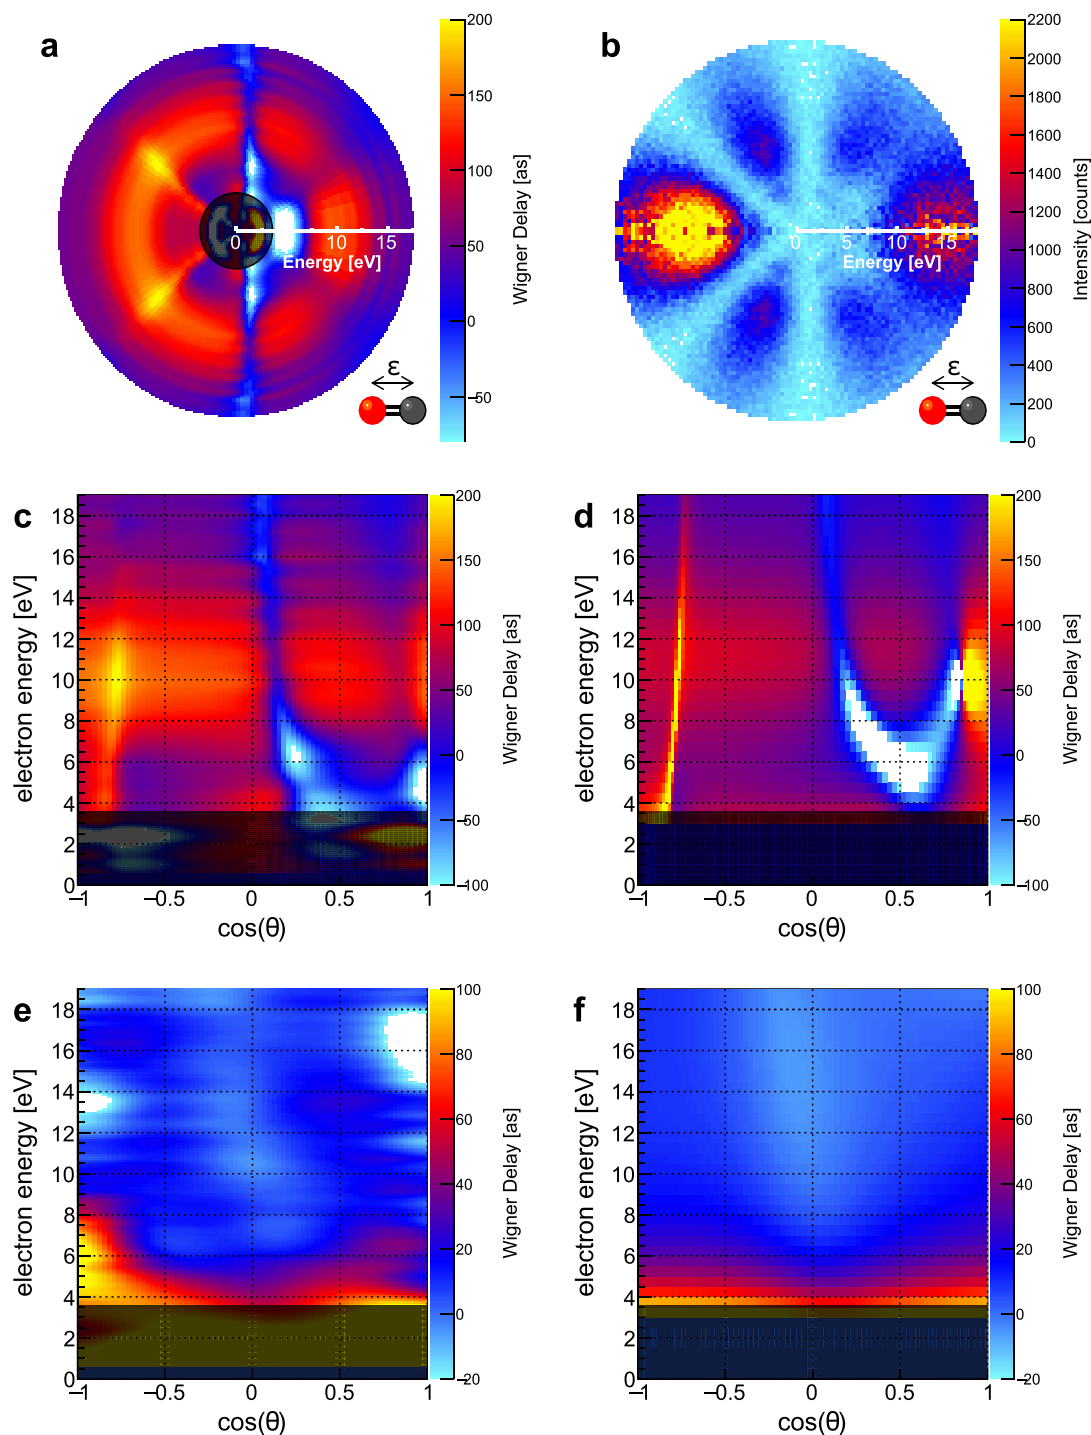 a
200
150
100
50
0
−50
Wigner Delay [as]
0 5 10 15
Energy [eV]
ε
b
2200
2000
1800
1600
1400
1200
1000
800
600
400
200
0
Intensity [counts]
0 5 10 15
Energy [eV]
ε
c
electron energy [eV]
18
16
14
12
10
8
6
4
2
0
−1 −0.5 0 0.5 1
cos(θ)
200
150
100
50
0
−50
−100
Wigner Delay [as]
d
electron energy [eV]
18
16
14
12
10
8
6
4
2
0
−1 −0.5 0 0.5 1
cos(θ)
200
150
100
50
0
−50
−100
Wigner Delay [as]
e
electron energy [eV]
18
16
14
12
10
8
6
4
2
0
−1 −0.5 0 0.5 1
cos(θ)
100
80
60
40
20
0
−20
Wigner Delay [as]
f
electron energy [eV]
18
16
14
12
10
8
6
4
2
0
−1 −0.5 0 0.5 1
cos(θ)
100
80
60
40
20
0
−20
Wigner Delay [as]